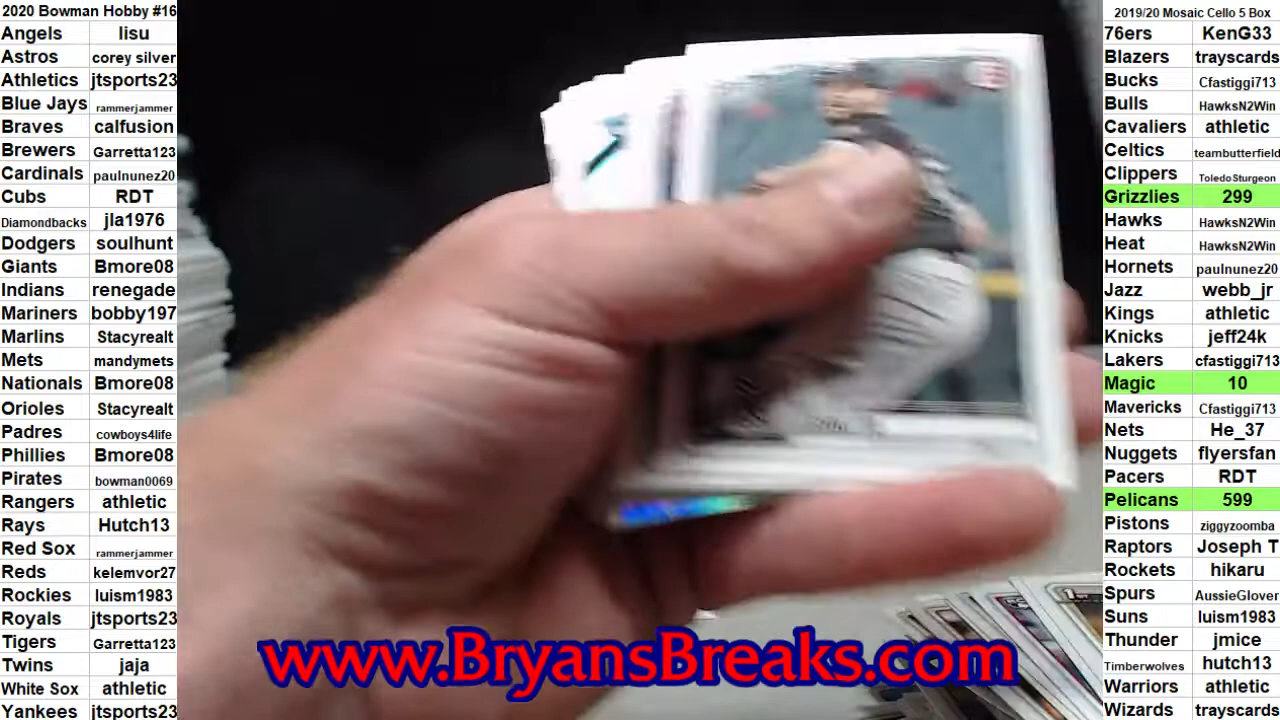 2020 Bowman Hobby #16
Angels lisu
Astros corey silver
Athletics jtsports23
Blue Jays rammerjammer
Braves calfusion
Brewers Garretta123
Cardinals paulnunez20
Cubs RDT
Diamondbacks jla1976
Dodgers soulhunt
Giants Bmore08
Indians renegade
Mariners bobby197
Marlins Stacyrealt
Mets mandymets
Nationals Bmore08
Orioles Stacyrealt
Padres cowboys4life
Phillies Bmore08
Pirates bowman0069
Rangers athletic
Rays Hutch13
Red Sox rammerjammer
Reds kelemvor27
Rockies luism1983
Royals jtsports23
Tigers Garretta123
Twins jaja
White Sox athletic
Yankees jtsports23
www.BryansBreaks.com
2019/20 Mosaic Cello 5 Box
76ers KenG33
Blazers trayscards
Bucks Cfastiggi713
Bulls HawksN2Win
Cavaliers athletic
Celtics teambutterfield
Clippers ToledoSturgeon
Grizzlies 299
Hawks HawksN2Win
Heat HawksN2Win
Hornets paulnunez20
Jazz webb_jr
Kings athletic
Knicks jeff24k
Lakers cfastiggi713
Magic 10
Mavericks Cfastiggi713
Nets He_37
Nuggets flyersfan
Pacers RDT
Pelicans 599
Pistons ziggyzoomba
Raptors Joseph T
Rockets hikaru
Spurs AussieGlover
Suns luism1983
Thunder jmice
Timberwolves hutch13
Warriors athletic
Wizards trayscards